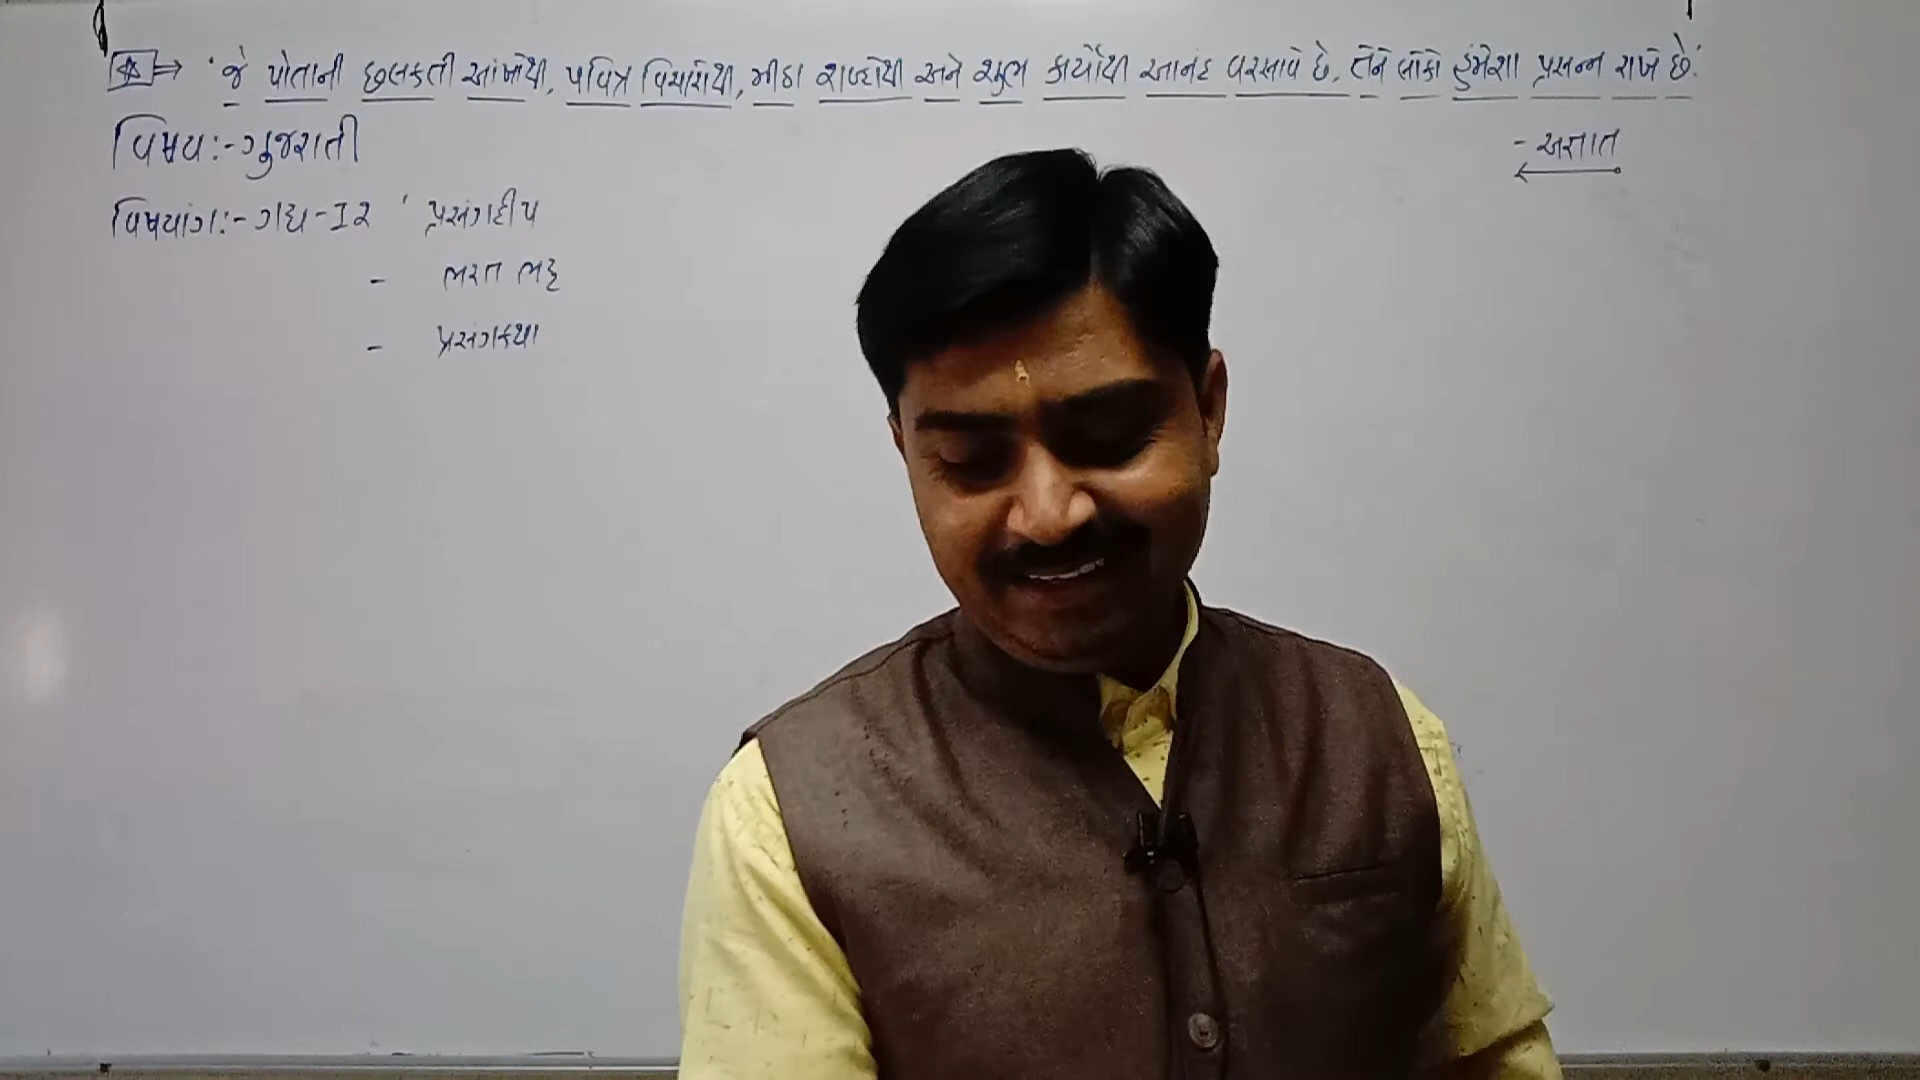 ⇒ 'જે પોતાની છલકતી આંખોથી, પવિત્ર વિચારોથી, મીઠા શબ્દોથી અને શુભ કાર્યોથી આનંદ વરસાવે છે, તેને લોકો હંમેશા પ્રસન્ન રાખે છે.'
- અજ્ઞાત
વિષય:- ગુજરાતી
વિષયાંગ:- ગદ્ય - ૧૨ ' પ્રસંગદીપ
- ભરત ભટ્ટ
- પ્રસંગકથા